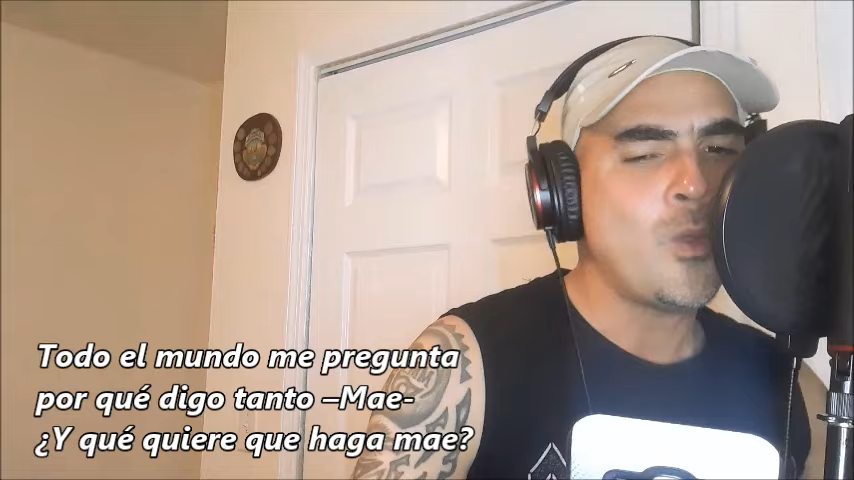 Todo el mundo me pregunta
por qué digo tanto –Mae-
¿Y qué quiere que haga mae?